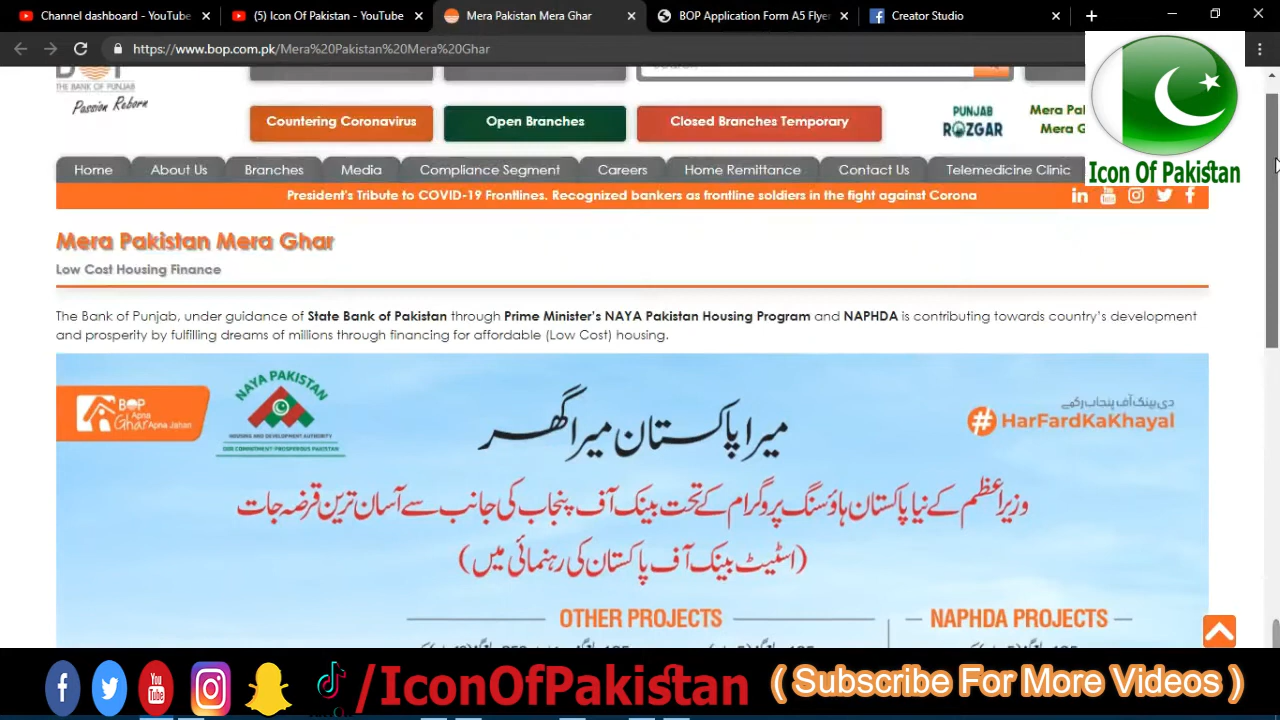 Channel dashboard - YouTube
(5) Icon Of Pakistan - YouTube
Mera Pakistan Mera Ghar
BOP Application Form A5 Flyer
Creator Studio
https://www.bop.com.pk/Mera%20Pakistan%20Mera%20Ghar
THE BANK OF PUNJAB
Passion Reborn
Countering Coronavirus
Open Branches
Closed Branches Temporary
PUNJAB
ROZGAR
Mera
Icon Of Pakistan
Home
About Us
Branches
Media
Compliance Segment
Careers
Home Remittance
Contact Us
Telemedicine Clinic
President's Tribute to COVID-19 Frontlines. Recognized bankers as frontline soldiers in the fight against Corona
Mera Pakistan Mera Ghar
Low Cost Housing Finance
The Bank of Punjab, under guidance of State Bank of Pakistan through Prime Minister's NAYA Pakistan Housing Program and NAPHDA is contributing towards country's development
and prosperity by fulfilling dreams of millions through financing for affordable (Low Cost) housing.
BOP
Apna
Ghar Apna Jahan
NAYA PAKISTAN
HOUSING AND DEVELOPMENT AUTHORITY
OUR COMMITMENT-PROSPEROUS PAKISTAN
میرا پاکستان میرا گھر
دی بینک آف پنجاب رکھے
#HarFardKaKhayal
وزیراعظم کے نیا پاکستان ہاؤسنگ پروگرام کے تحت بینک آف پنجاب کی جانب سے آسان ترین قرضہ جات
(اسٹیٹ بینک آف پاکستان کی رہنمائی میں)
OTHER PROJECTS
NAPHDA PROJECTS
/IconOfPakistan
( Subscribe For More Videos )